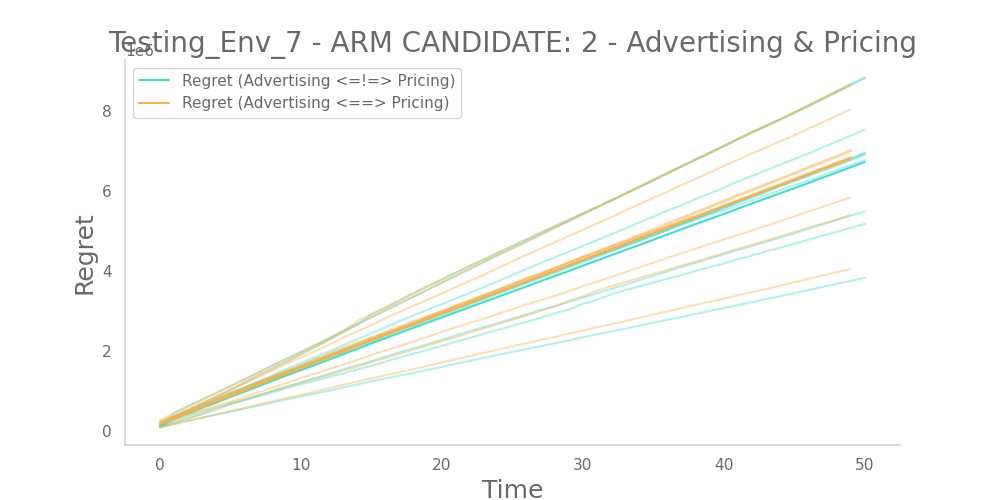 Testing_Env_7 - ARM CANDIDATE: 2 - Advertising & Pricing
1e6
Regret (Advertising <=!=> Pricing)
Regret (Advertising <==> Pricing)
8
6
4
2
0
Regret
0 10 20 30 40 50
Time